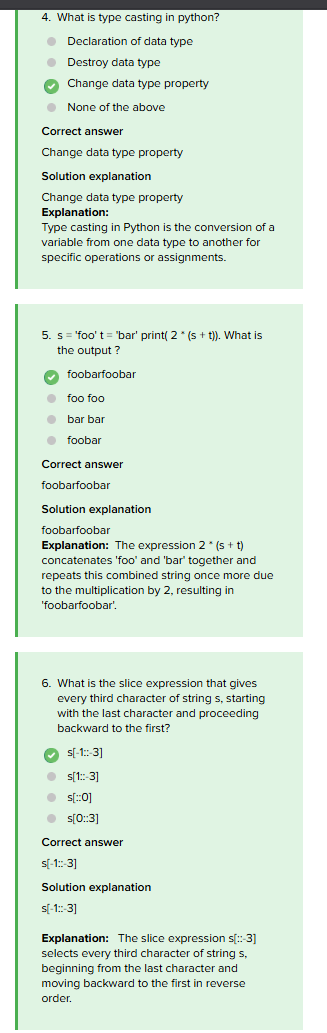 4. What is type casting in python?
Declaration of data type
Destroy data type
Change data type property
None of the above
Correct answer
Change data type property
Solution explanation
Change data type property
Explanation:
Type casting in Python is the conversion of a
variable from one data type to another for
specific operations or assignments.
5. s = 'foo' t = 'bar' print( 2 * (s + t)). What is
the output ?
foobarfoobar
foo foo
bar bar
foobar
Correct answer
foobarfoobar
Solution explanation
foobarfoobar
Explanation: The expression 2 * (s + t)
concatenates 'foo' and 'bar' together and
repeats this combined string once more due
to the multiplication by 2, resulting in
'foobarfoobar'.
6. What is the slice expression that gives
every third character of string s, starting
with the last character and proceeding
backward to the first?
s[-1::-3]
s[1::-3]
s[::0]
s[0::3]
Correct answer
s[-1::-3]
Solution explanation
s[-1::-3]
Explanation: The slice expression s[::-3]
selects every third character of string s,
beginning from the last character and
moving backward to the first in reverse
order.